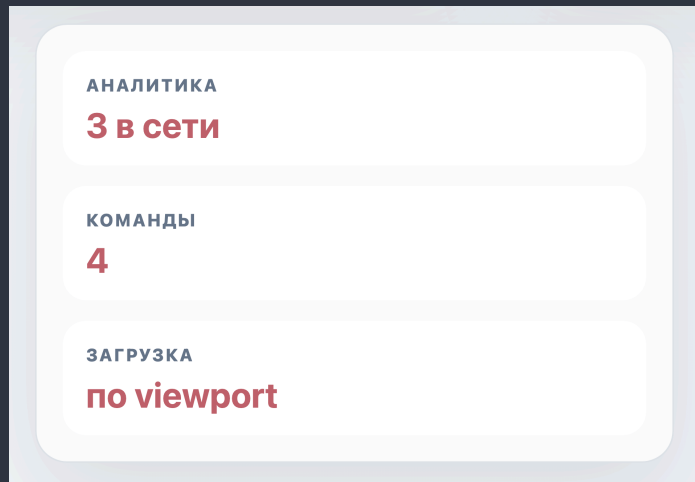 АНАЛИТИКА
3 в сети
КОМАНДЫ
4
ЗАГРУЗКА
по viewport